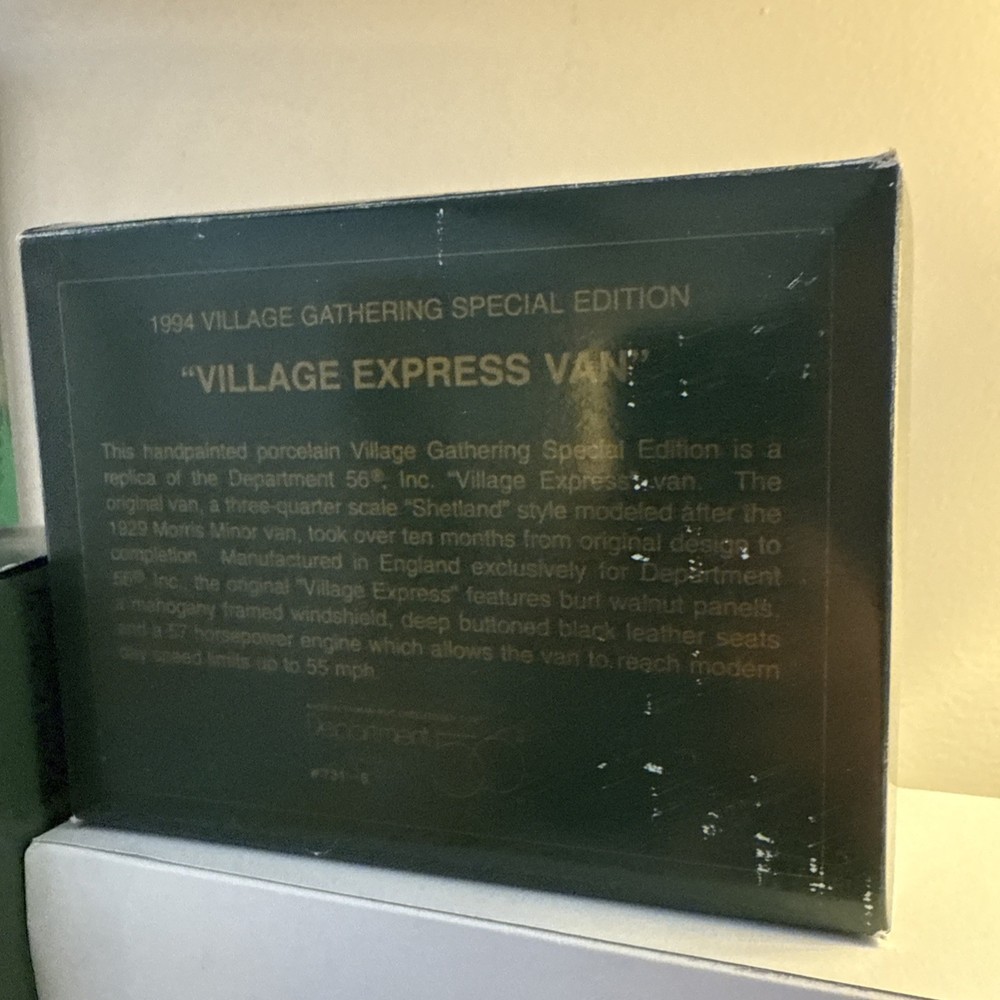 1994 VILLAGE GATHERING SPECIAL EDITION
“VILLAGE EXPRESS VAN”
This handpainted porcelain Village Gathering Special Edition is a
replica of the Department 56®, Inc. “Village Express” van. The
original van, a three-quarter scale “Shetland” style modeled after the
1929 Morris Minor van, took over ten months from original design to
completion. Manufactured in England exclusively for Department
56® Inc., the original “Village Express” features burl walnut panels,
a mahogany framed windshield, deep buttoned black leather seats
and a 57 horsepower engine which allows the van to reach modern
day speed limits up to 55 mph.
Department 56